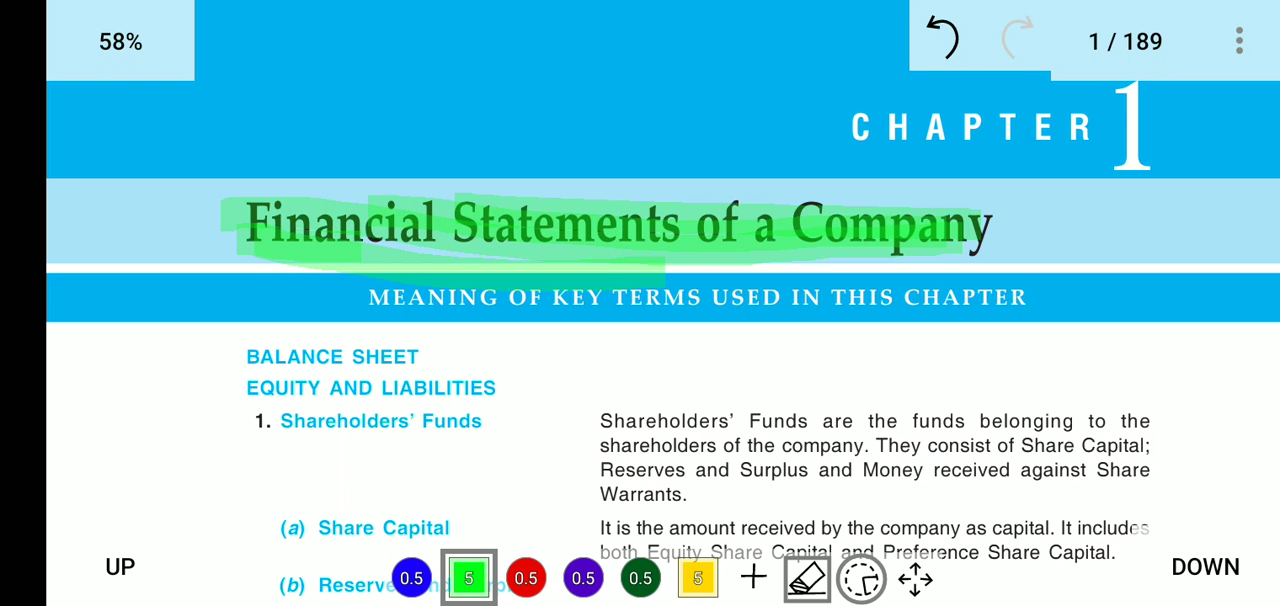 58%
1 / 189
CHAPTER 1
Financial Statements of a Company
MEANING OF KEY TERMS USED IN THIS CHAPTER
BALANCE SHEET
EQUITY AND LIABILITIES
1. Shareholders' Funds
Shareholders' Funds are the funds belonging to the
shareholders of the company. They consist of Share Capital;
Reserves and Surplus and Money received against Share
Warrants.
(a) Share Capital
It is the amount received by the company as capital. It includes
both Equity Share Capital and Preference Share Capital.
(b) Reserve
UP
0.5 5 0.5 0.5 0.5 5
DOWN